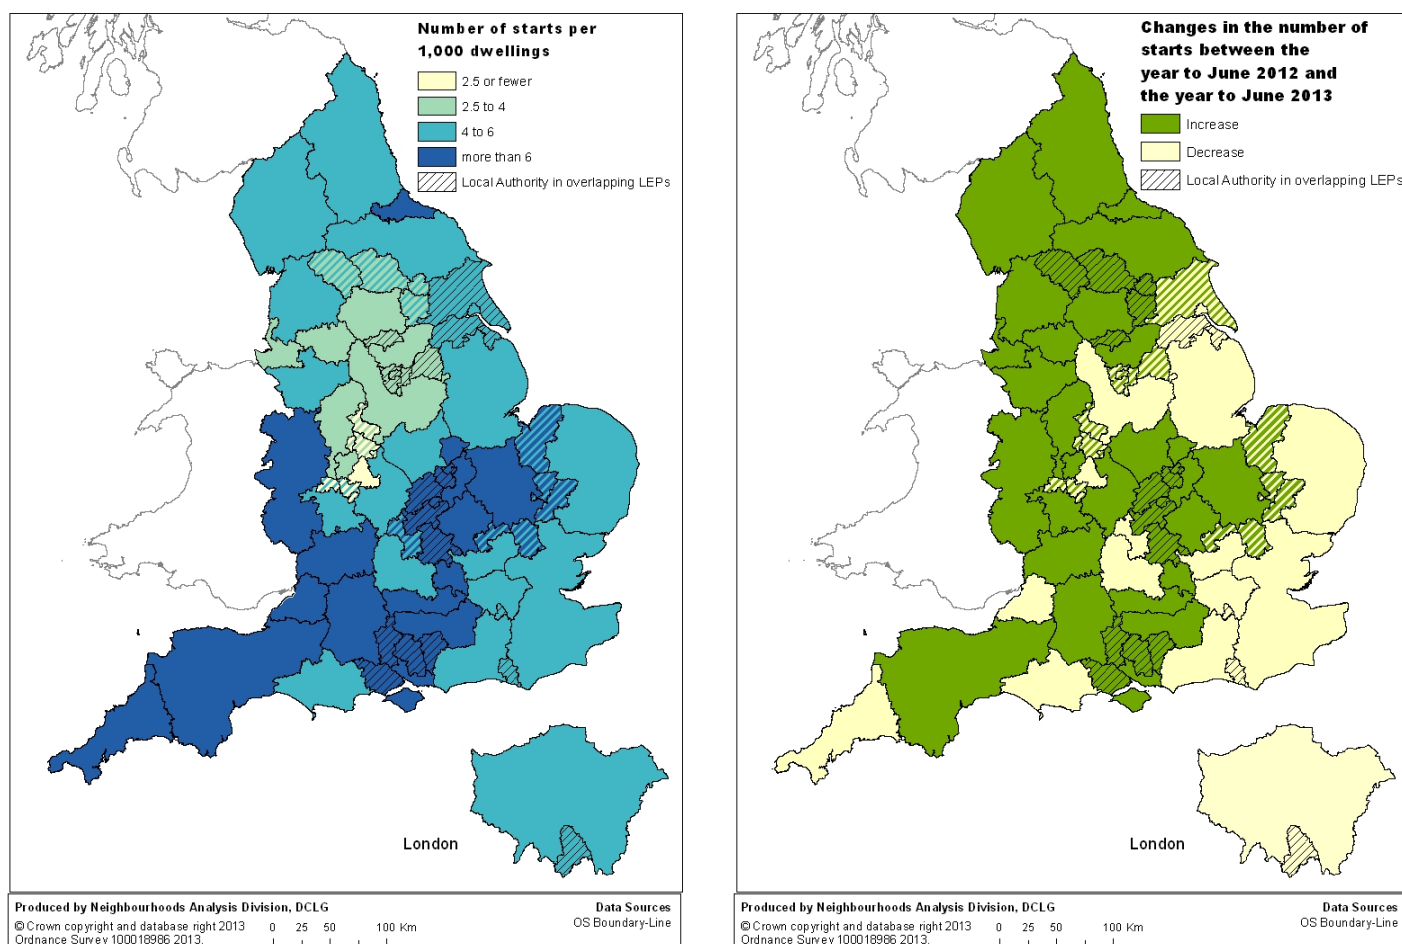 Number of starts per
1,000 dwellings
2.5 or fewer
2.5 to 4
4 to 6
more than 6
Local Authority in overlapping LEPs
London
Produced by Neighbourhoods Analysis Division, DCLG
Data Sources
© Crown copyright and database right 2013
OS Boundary-Line
Ordnance Survey 100018986 2013.
0 25 50 100 Km
Changes in the number of
starts between the
year to June 2012 and
the year to June 2013
Increase
Decrease
Local Authority in overlapping LEPs
London
Produced by Neighbourhoods Analysis Division, DCLG
Data Sources
© Crown copyright and database right 2013
OS Boundary-Line
Ordnance Survey 100018986 2013.
0 25 50 100 Km